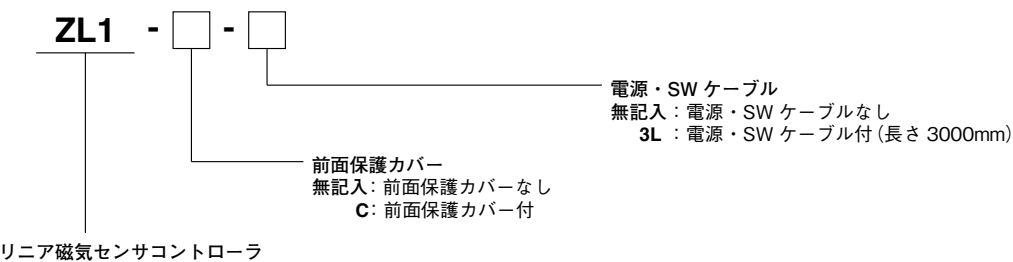 ZL1 - □ - □
電源・SW ケーブル
無記入：電源・SW ケーブルなし
3L ：電源・SW ケーブル付（長さ 3000mm）
前面保護カバー
無記入：前面保護カバーなし
C：前面保護カバー付
リニア磁気センサコントローラ